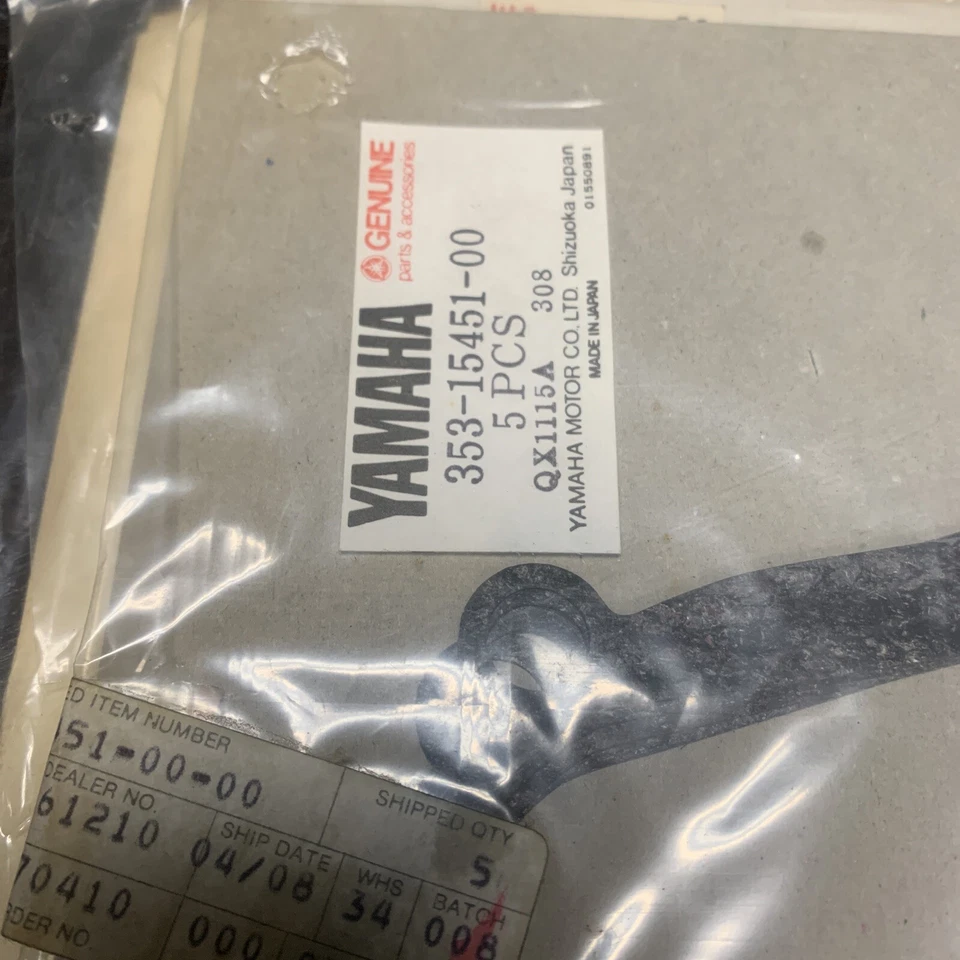 YAMAHA
GENUINE
parts & accessories
353-15451-00
5 PCS
QX1115A 308
YAMAHA MOTOR CO., LTD. Shizuoka Japan
MADE IN JAPAN
01550891
ED ITEM NUMBER
51-00-00
SHIPPED QTY
5
DEALER NO.
61210
SHIP DATE
04/08
WHS
34
BATCH
008
70410
RDER NO.
000